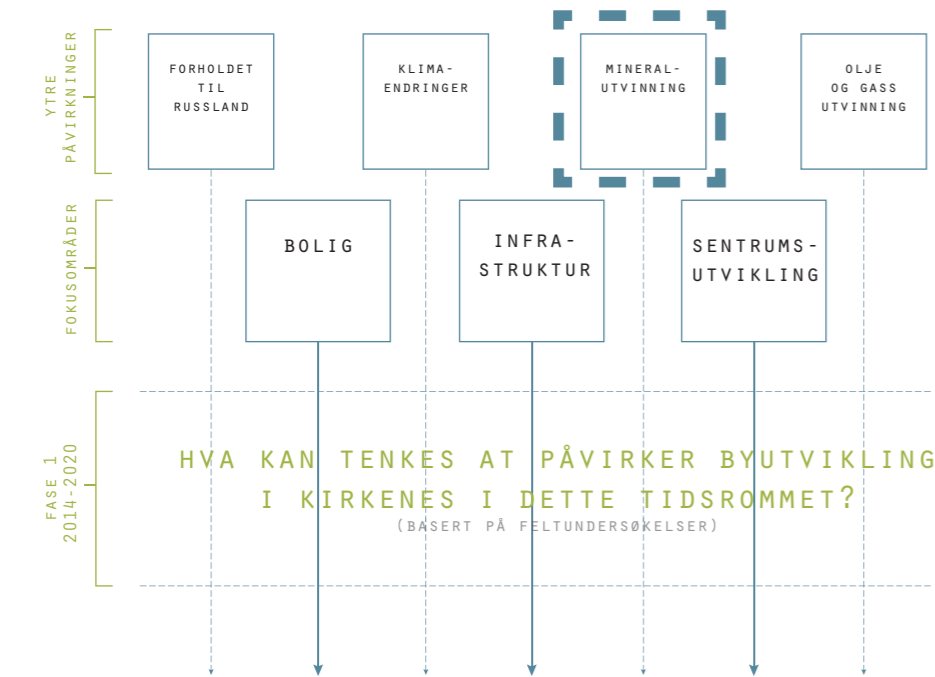 YTRE
PÅVIRKNINGER
FORHOLDET
TIL
RUSSLAND
KLIMA-
ENDRINGER
MINERAL-
UTVINNING
OLJE
OG GASS
UTVINNING
FOKUSOMRÅDER
BOLIG
INFRA-
STRUKTUR
SENTRUMS-
UTVIKLING
FASE 1
2014-2020
HVA KAN TENKES AT PÅVIRKER BYUTVIKLING
I KIRKENES I DETTE TIDSROMMET?
(BASERT PÅ FELTUNDERSØKELSER)